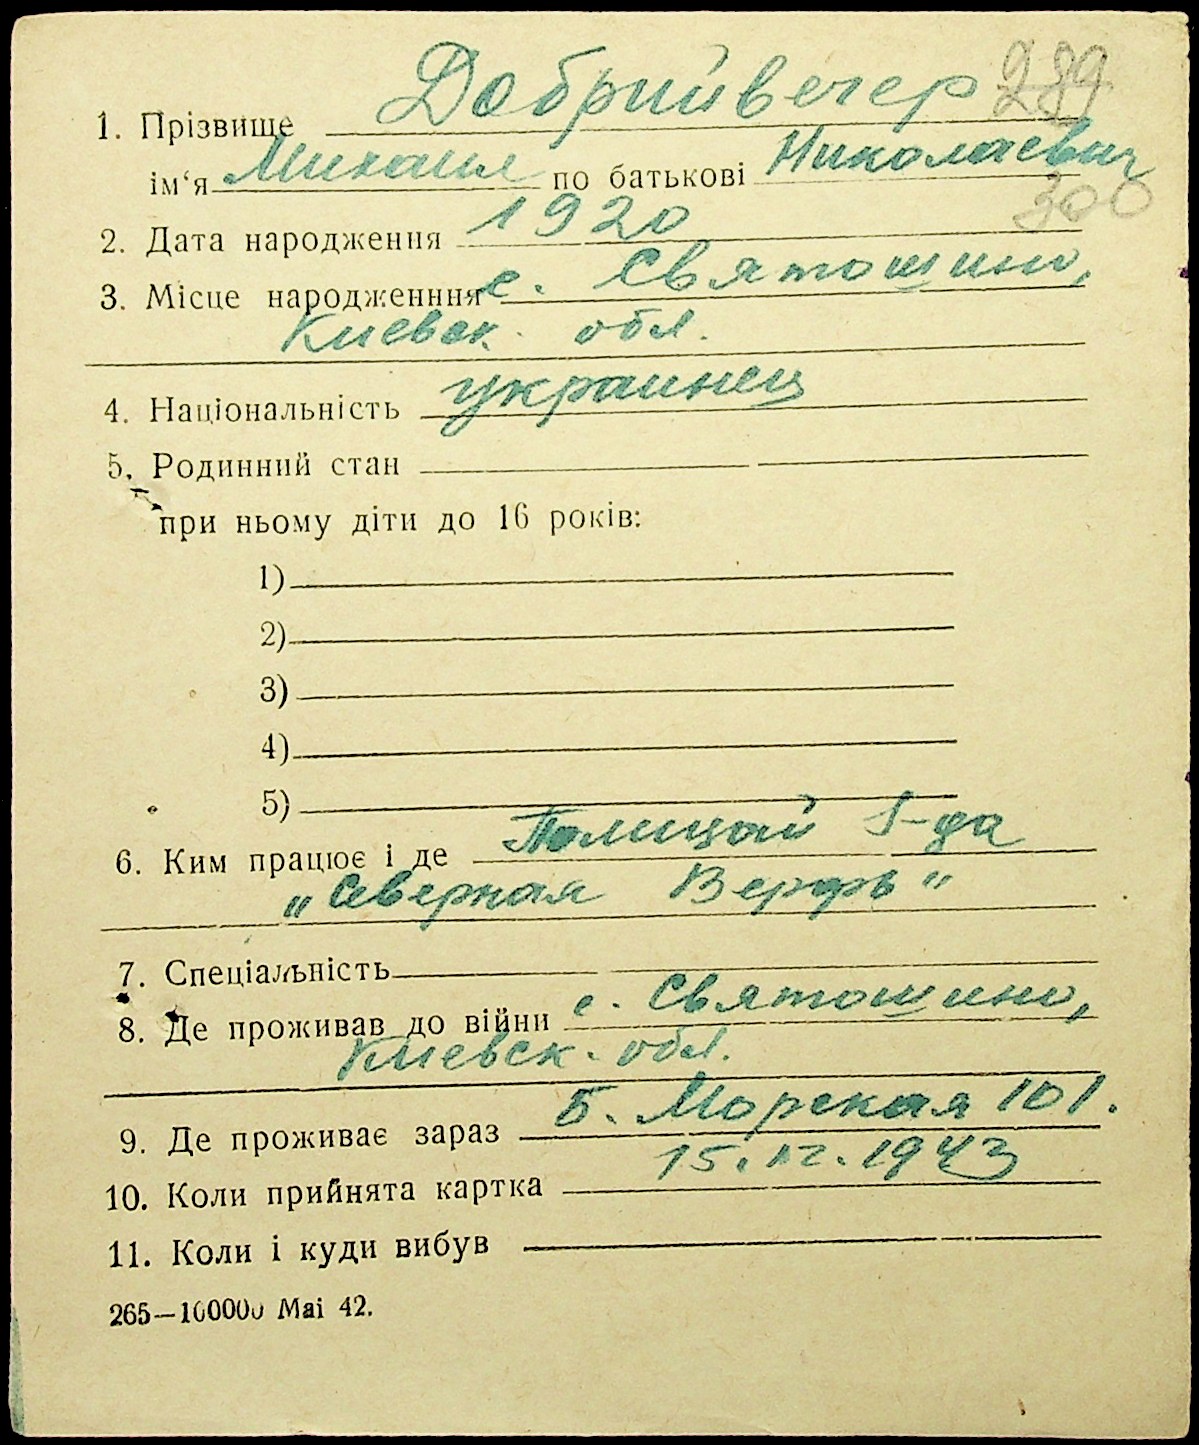 299
1. Прізвище Добрийвечер
ім‘я Михаил по батькові Николаевич
300
2. Дата народження 1920
3. Місце народженння с. Святошино,
Киевск. обл.
4. Національність украинец
5. Родинний стан
при ньому діти до 16 років:
1)
2)
3)
4)
5)
6. Ким працює і де Полицай з-да
"Северная Верфь"
7. Спеціальність
8. Де проживав до війни с. Святошино,
Киевск. обл.
9. Де проживає зараз Б. Морская 101.
10. Коли прийнята картка 15.IV.1943
11. Коли і куди вибув
265—100000 Mai 42.